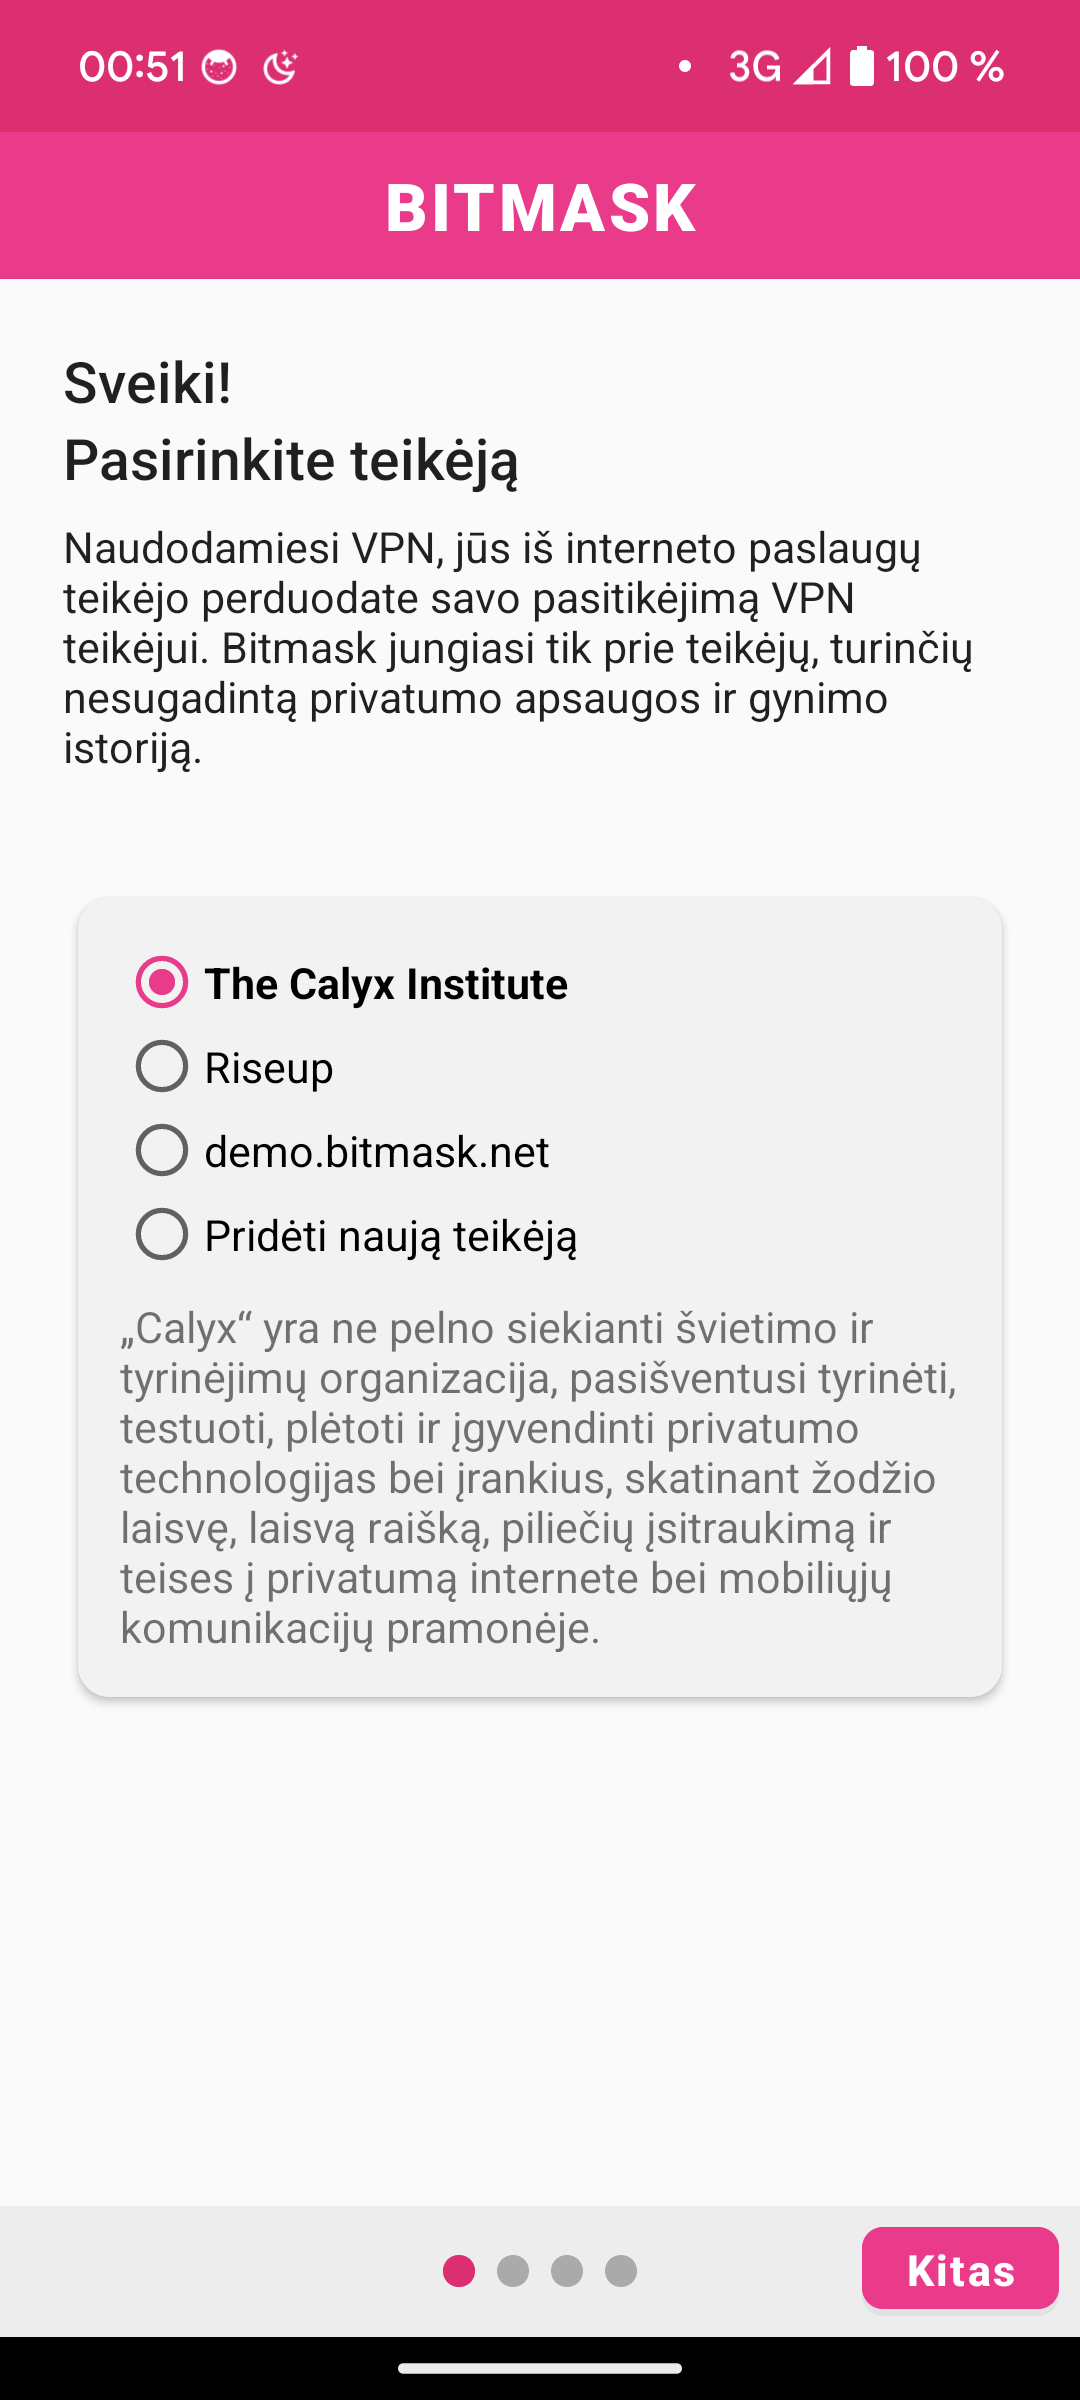 00:51
3G 100 %
BITMASK
Sveiki!
Pasirinkite teikėją
Naudodamiesi VPN, jūs iš interneto paslaugų
teikėjo perduodate savo pasitikėjimą VPN
teikėjui. Bitmask jungiasi tik prie teikėjų, turinčių
nesugadintą privatumo apsaugos ir gynimo
istoriją.
The Calyx Institute
Riseup
demo.bitmask.net
Pridėti naują teikėją
„Calyx“ yra ne pelno siekianti švietimo ir
tyrinėjimų organizacija, pasišventusi tyrinėti,
testuoti, plėtoti ir įgyvendinti privatumo
technologijas bei įrankius, skatinant žodžio
laisvę, laisvą raišką, piliečių įsitraukimą ir
teises į privatumą internete bei mobiliųjų
komunikacijų pramonėje.
Kitas